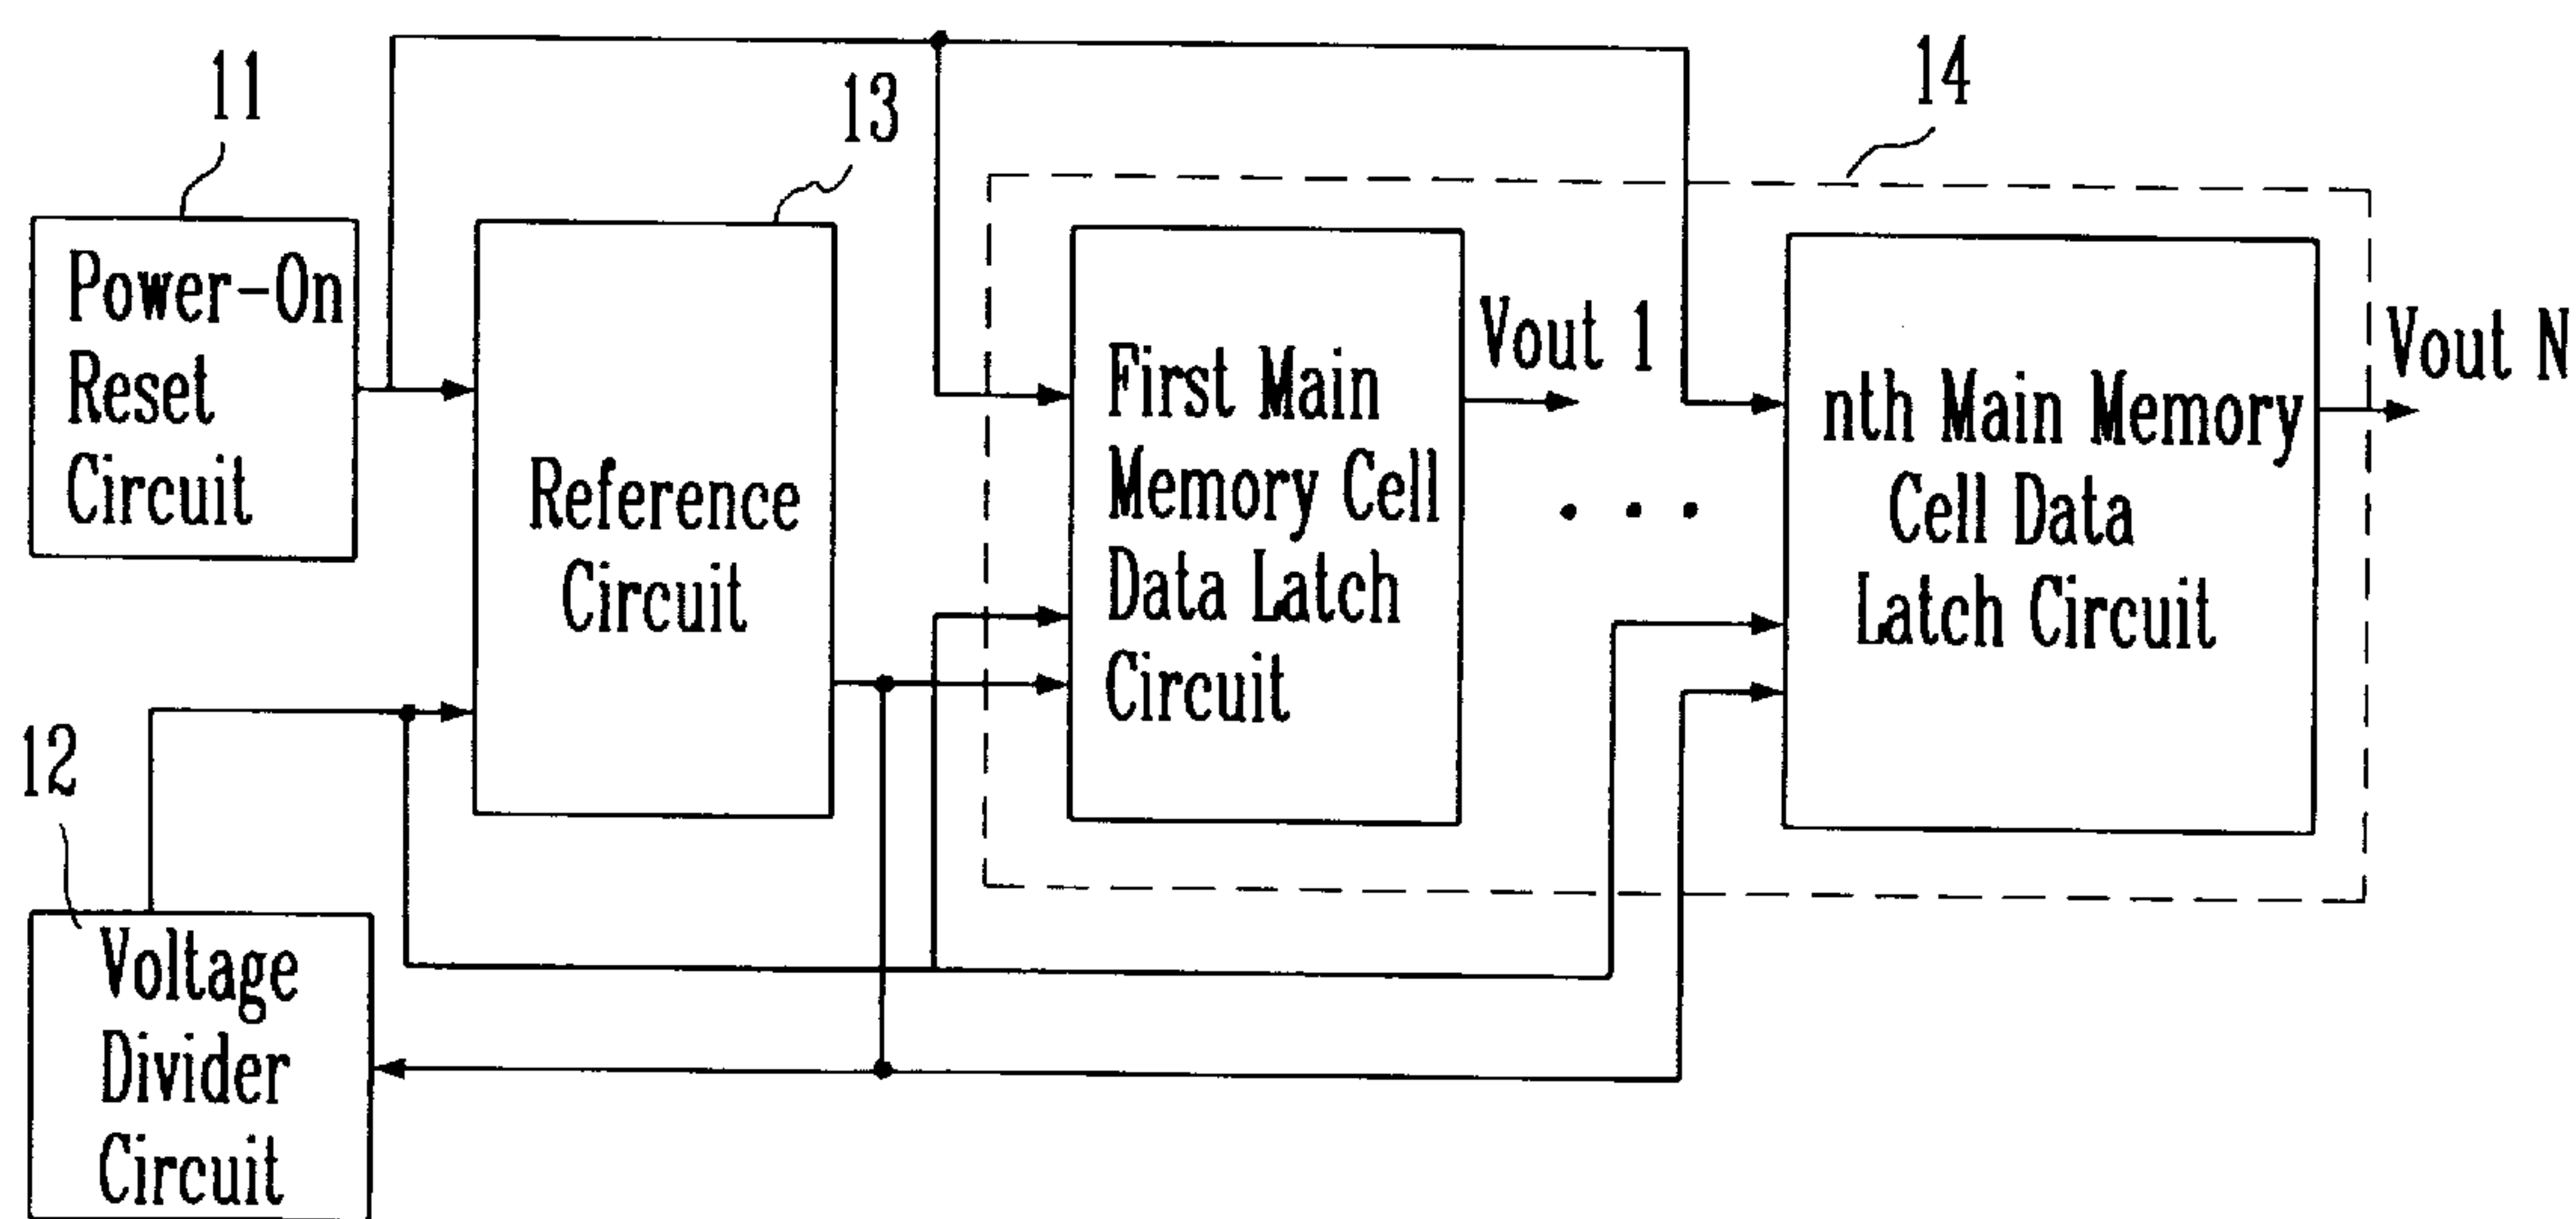 11
Power-On
Reset
Circuit
12
Voltage
Divider
Circuit
13
Reference
Circuit
14
First Main
Memory Cell
Data Latch
Circuit
Vout 1
. . .
nth Main Memory
Cell Data
Latch Circuit
Vout N